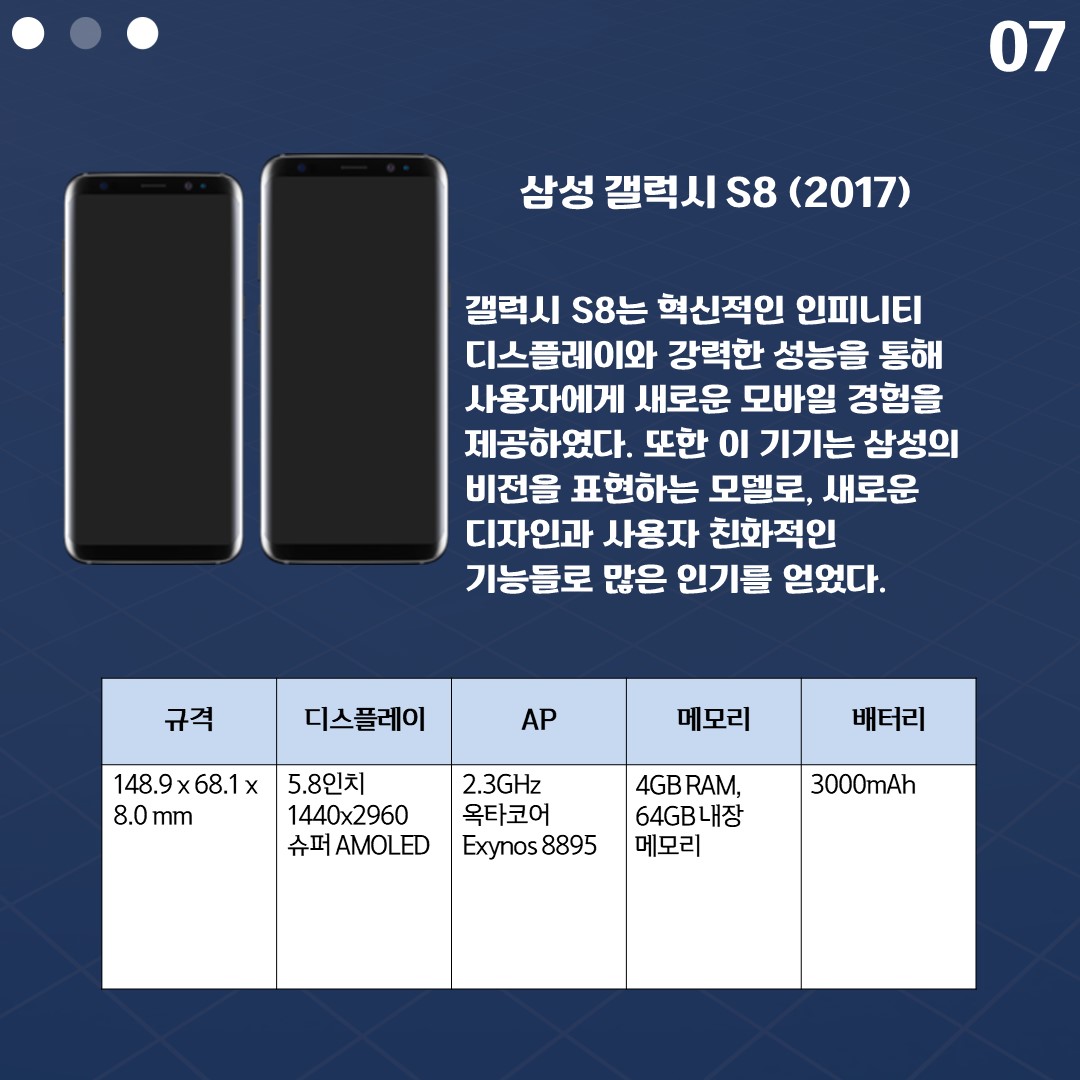 07
삼성 갤럭시 S8 (2017)
갤럭시 S8는 혁신적인 인피니티
디스플레이와 강력한 성능을 통해
사용자에게 새로운 모바일 경험을
제공하였다. 또한 이 기기는 삼성의
비전을 표현하는 모델로, 새로운
디자인과 사용자 친화적인
기능들로 많은 인기를 얻었다.
규격 디스플레이 AP 메모리 배터리
148.9 x 68.1 x
8.0 mm
5.8인치
1440x2960
슈퍼 AMOLED
2.3GHz
옥타코어
Exynos 8895
4GB RAM,
64GB 내장
메모리
3000mAh